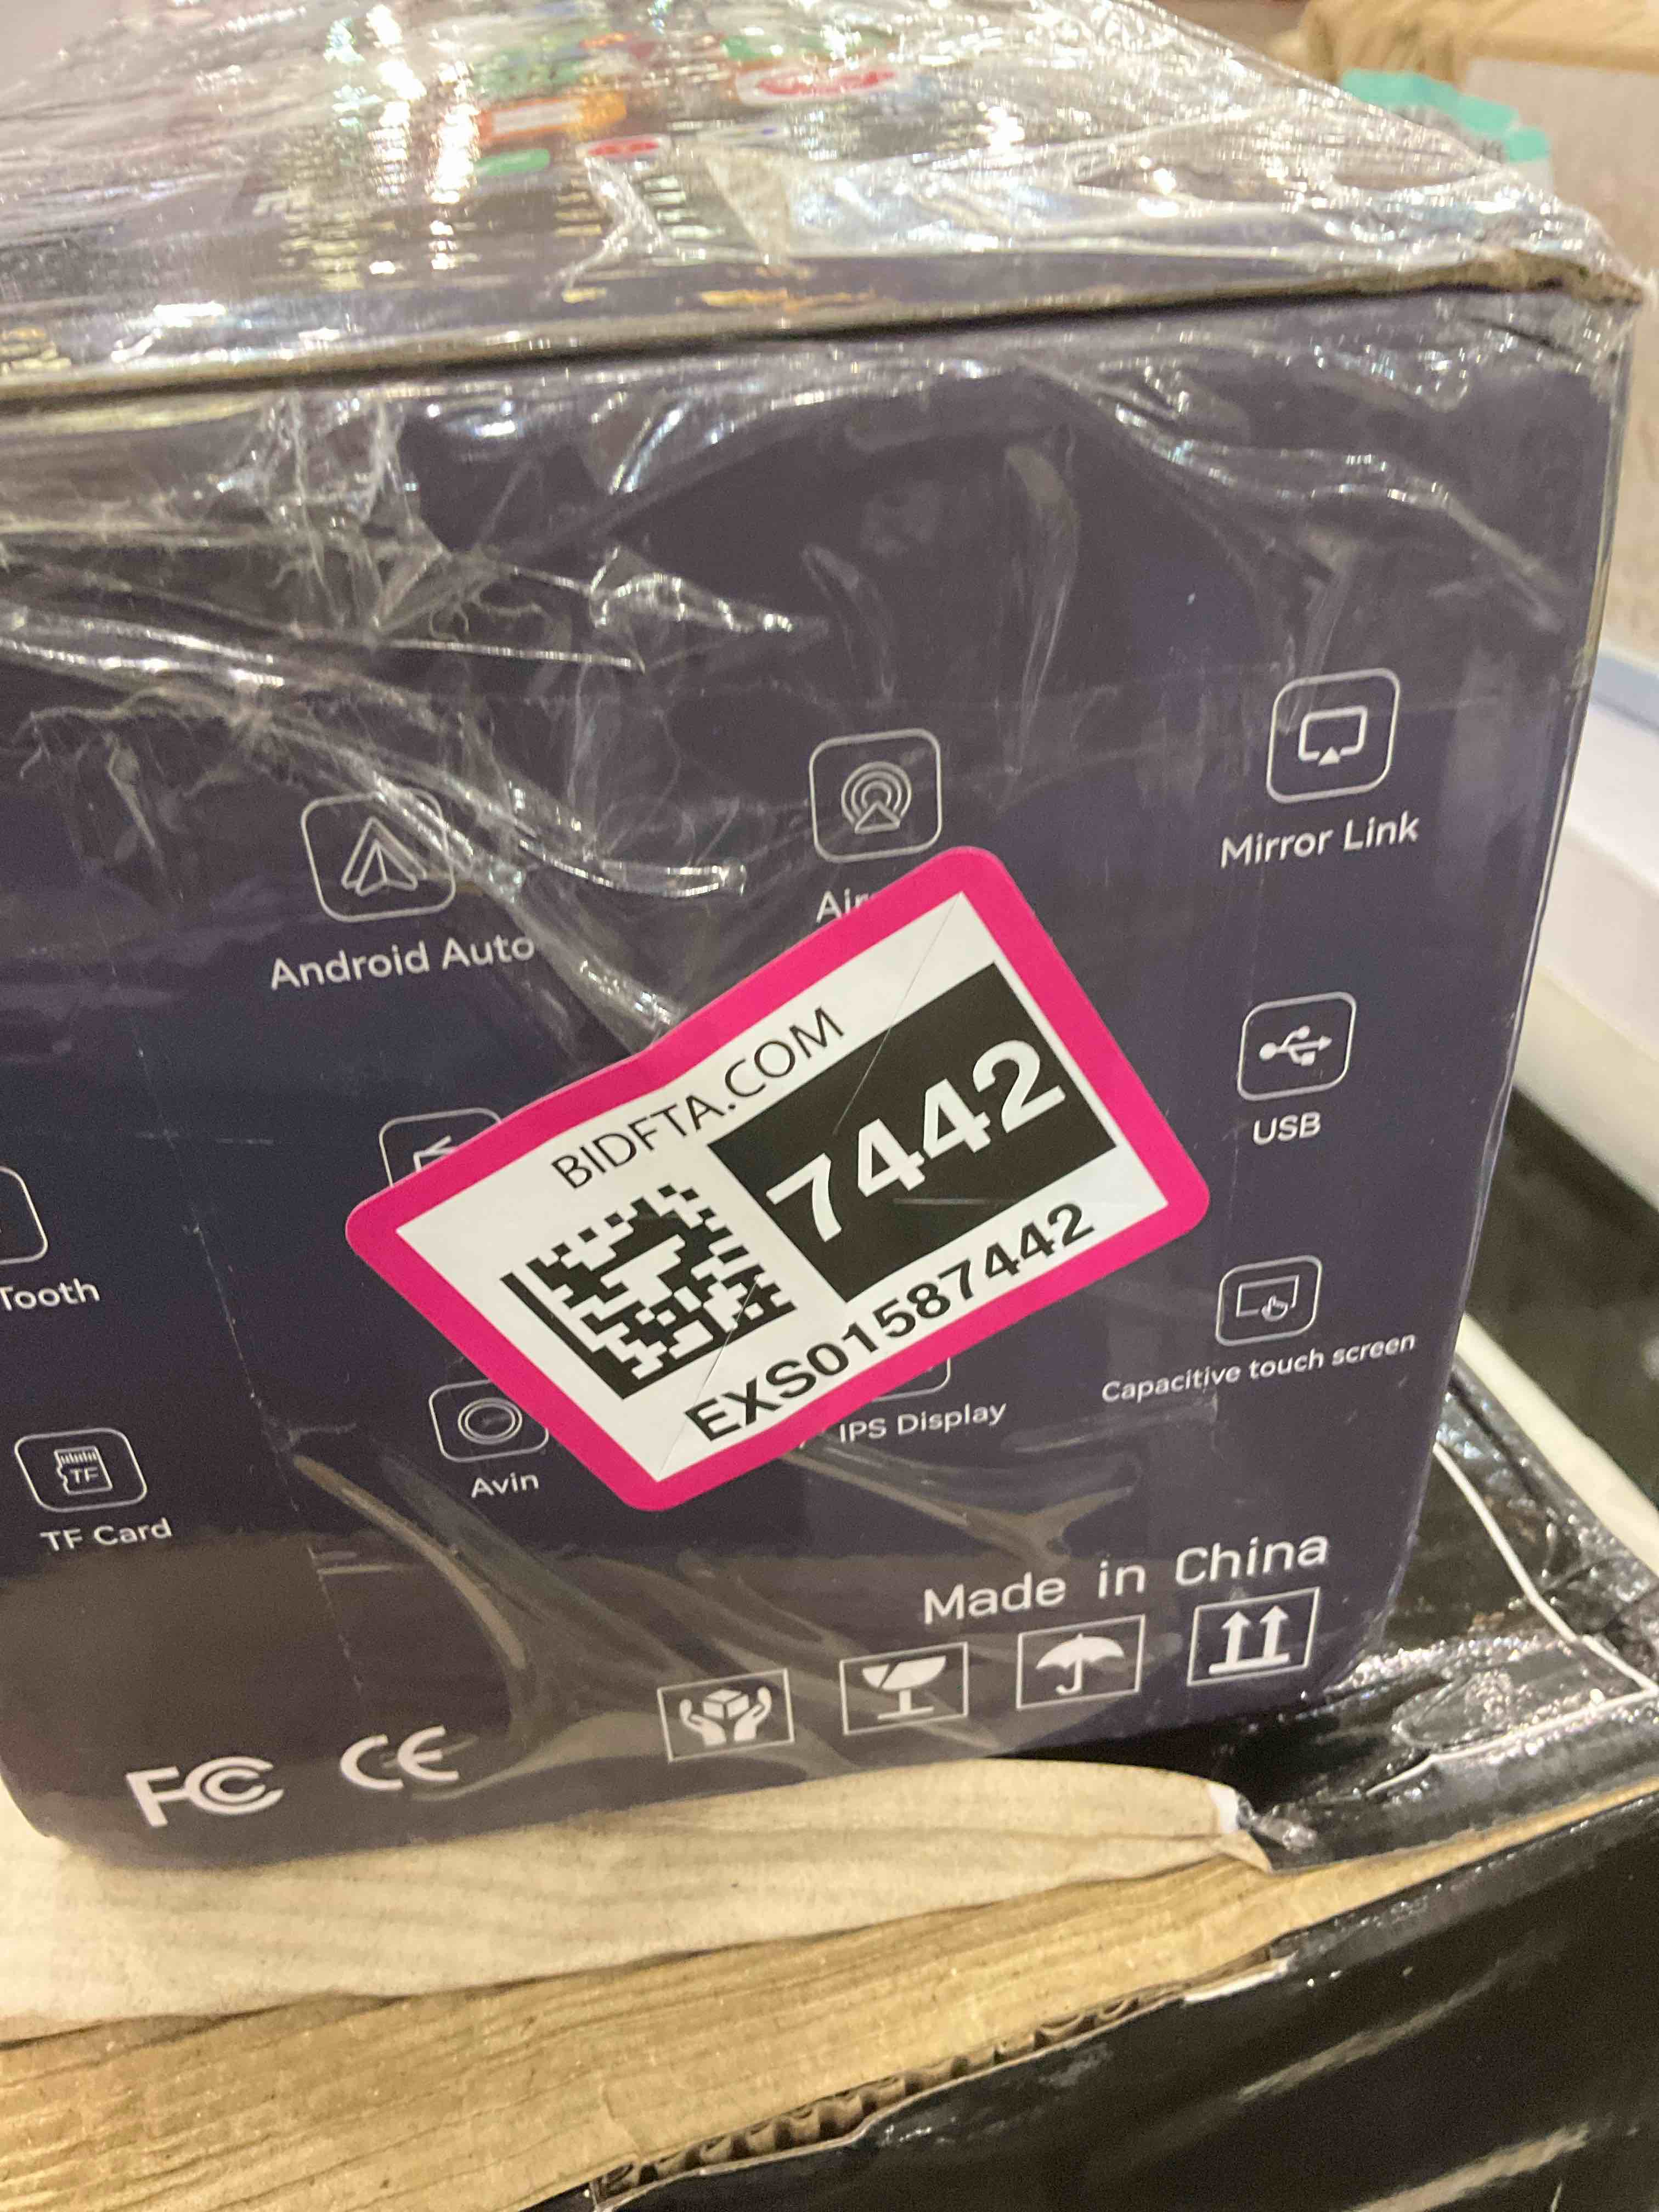 Mirror Link
Android Auto
BIDFTA.COM
7442
EXS01587442
USB
Tooth
Capacitive touch screen
IPS Display
Avin
TF
TF Card
Made in China
FC CE